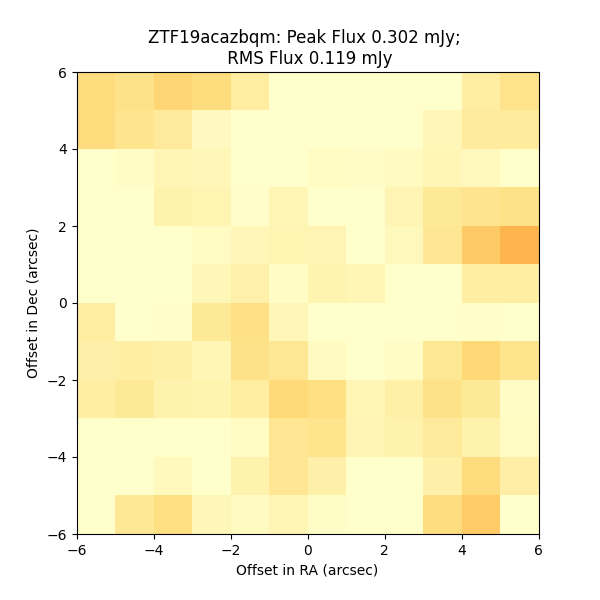 ZTF19acazbqm: Peak Flux 0.302 mJy;
RMS Flux 0.119 mJy
6
4
2
0
−2
−4
−6
Offset in Dec (arcsec)
−6 −4 −2 0 2 4 6
Offset in RA (arcsec)